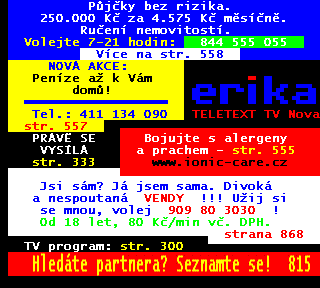 Půjčky bez rizika.
250.000 Kč za 4.575 Kč měsíčně.
Ručení nemovitostí.
Volejte 7-21 hodin: 844 555 055
Více na str. 558
NOVÁ AKCE:
Peníze až k Vám
domů!
Tel.: 411 134 090
str. 557
erika
TELETEXT TV Nova
PRÁVĚ SE
VYSÍLÁ
str. 333
Bojujte s alergeny
a prachem - str. 555
www.ionic-care.cz
Jsi sám? Já jsem sama. Divoká
a nespoutaná VENDY !!! Užij si
se mnou, volej 909 80 3030 !
Od 18 let, 80 Kč/min vč. DPH.
strana 868
TV program: str. 300
Hledáte partnera? Seznamte se! 815